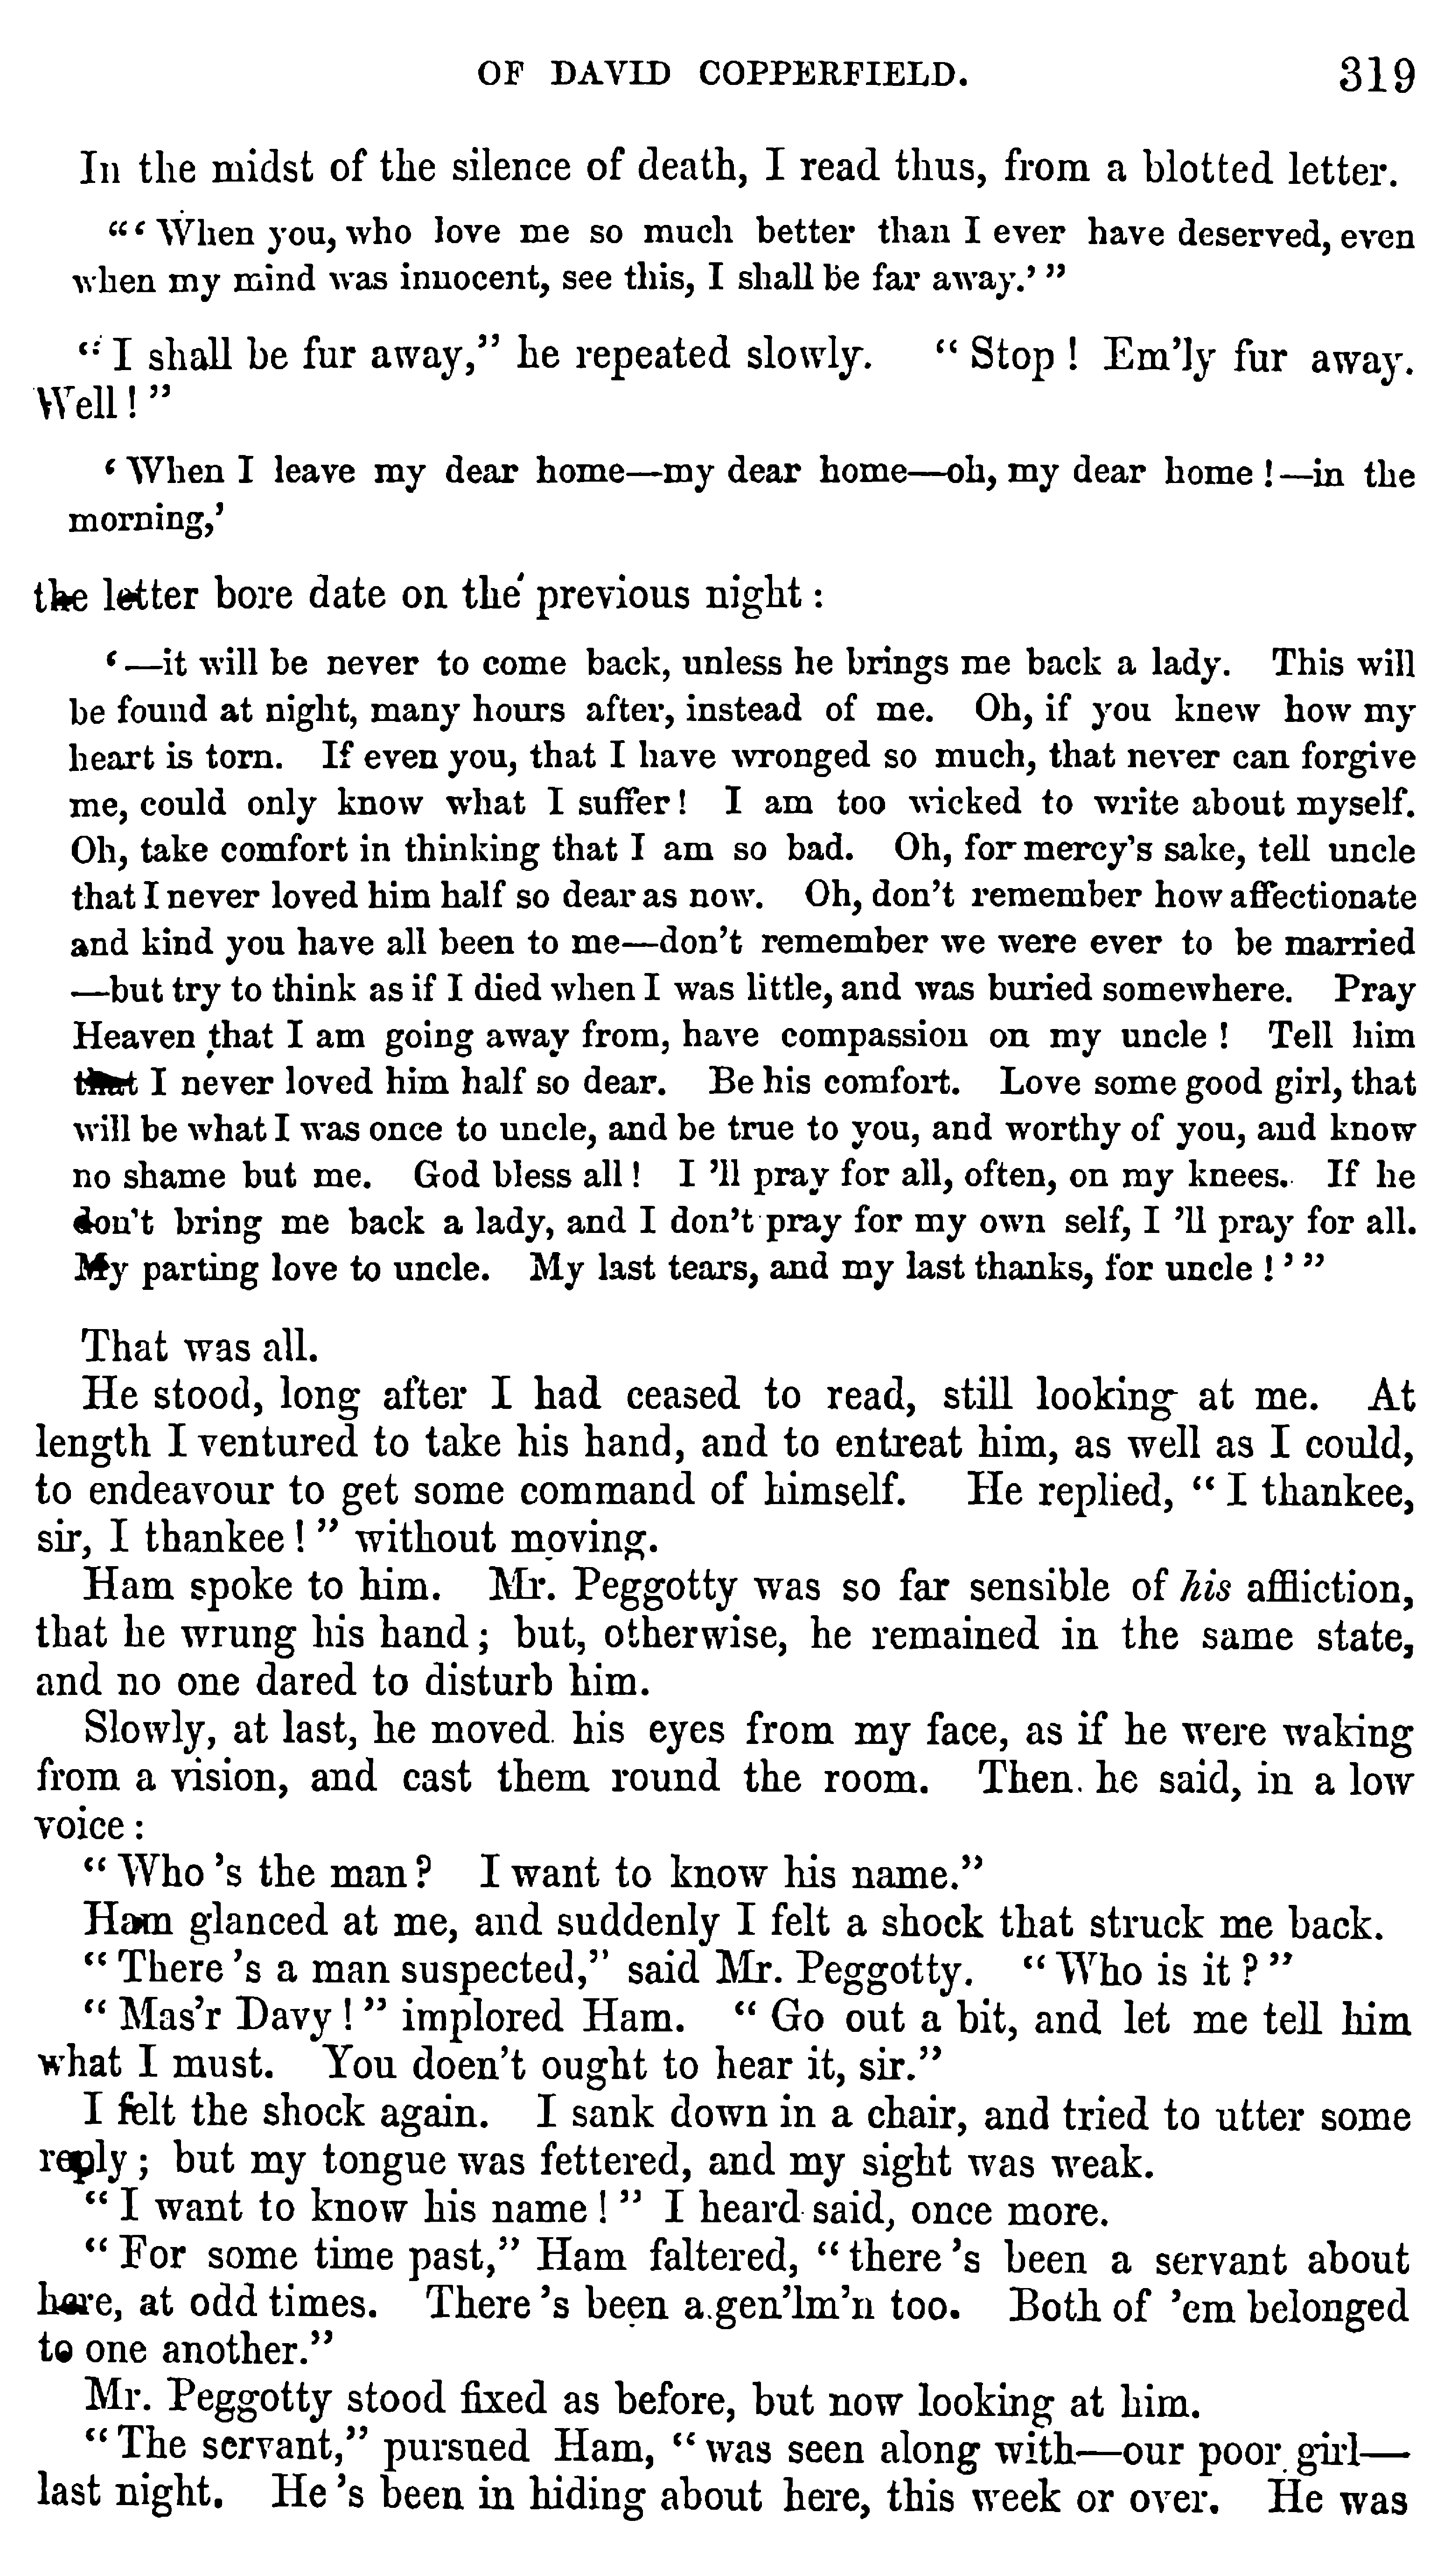 OF DAVID COPPERFIELD. 319
In the midst of the silence of death, I read thus, from a blotted letter.
"' When you, who love me so much better than I ever have deserved, even
when my mind was innocent, see this, I shall be far away.' "
" I shall be fur away," he repeated slowly. " Stop ! Em'ly fur away.
Well ! "
' When I leave my dear home—my dear home—oh, my dear home !—in the
morning,'
the letter bore date on the previous night :
'—it will be never to come back, unless he brings me back a lady. This will
be found at night, many hours after, instead of me. Oh, if you knew how my
heart is torn. If even you, that I have wronged so much, that never can forgive
me, could only know what I suffer! I am too wicked to write about myself.
Oh, take comfort in thinking that I am so bad. Oh, for mercy's sake, tell uncle
that I never loved him half so dear as now. Oh, don't remember how affectionate
and kind you have all been to me—don't remember we were ever to be married
—but try to think as if I died when I was little, and was buried somewhere. Pray
Heaven that I am going away from, have compassion on my uncle ! Tell him
that I never loved him half so dear. Be his comfort. Love some good girl, that
will be what I was once to uncle, and be true to you, and worthy of you, and know
no shame but me. God bless all ! I 'll pray for all, often, on my knees. If he
don't bring me back a lady, and I don't pray for my own self, I 'll pray for all.
My parting love to uncle. My last tears, and my last thanks, for uncle ! ' "
That was all.
He stood, long after I had ceased to read, still looking at me. At
length I ventured to take his hand, and to entreat him, as well as I could,
to endeavour to get some command of himself. He replied, " I thankee,
sir, I thankee ! " without moving.
Ham spoke to him. Mr. Peggotty was so far sensible of his affliction,
that he wrung his hand ; but, otherwise, he remained in the same state,
and no one dared to disturb him.
Slowly, at last, he moved his eyes from my face, as if he were waking
from a vision, and cast them round the room. Then he said, in a low
voice :
" Who 's the man ? I want to know his name."
Ham glanced at me, and suddenly I felt a shock that struck me back.
" There 's a man suspected," said Mr. Peggotty. " Who is it ? "
" Mas'r Davy ! " implored Ham. " Go out a bit, and let me tell him
what I must. You doen't ought to hear it, sir."
I felt the shock again. I sank down in a chair, and tried to utter some
reply ; but my tongue was fettered, and my sight was weak.
" I want to know his name ! " I heard said, once more.
" For some time past," Ham faltered, " there 's been a servant about
here, at odd times. There 's been a gen'lm'n too. Both of 'em belonged
to one another."
Mr. Peggotty stood fixed as before, but now looking at him.
" The servant," pursued Ham, " was seen along with—our poor girl—
last night. He 's been in hiding about here, this week or over. He was